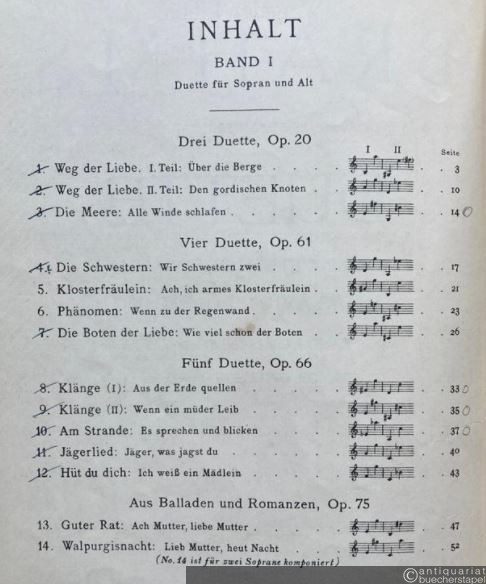 INHALT
BAND I
Duette für Sopran und Alt
Drei Duette, Op. 20
I II Seite
1. Weg der Liebe. I. Teil: Über die Berge . . . 3
2. Weg der Liebe. II. Teil: Den gordischen Knoten . . . 10
3. Die Meere: Alle Winde schlafen . . . . . . 14
Vier Duette, Op. 61
4. Die Schwestern: Wir Schwestern zwei . . . . . 17
5. Klosterfräulein: Ach, ich armes Klosterfräulein . . . 21
6. Phänomen: Wenn zu der Regenwand . . . . . 23
7. Die Boten der Liebe: Wie viel schon der Boten . . . 26
Fünf Duette, Op. 66
8. Klänge (I): Aus der Erde quellen . . . . . . 33
9. Klänge (II): Wenn ein müder Leib . . . . . . 35
10. Am Strande: Es sprechen und blicken . . . . . 37
11. Jägerlied: Jäger, was jagst du . . . . . . 40
12. Hüt du dich: Ich weiß ein Mädlein . . . . . . 43
Aus Balladen und Romanzen, Op. 75
13. Guter Rat: Ach Mutter, liebe Mutter . . . . . 47
14. Walpurgisnacht: Lieb Mutter, heut Nacht . . . . 52
(No. 14 ist für zwei Soprane komponiert)
antiquariat
buecherstapel